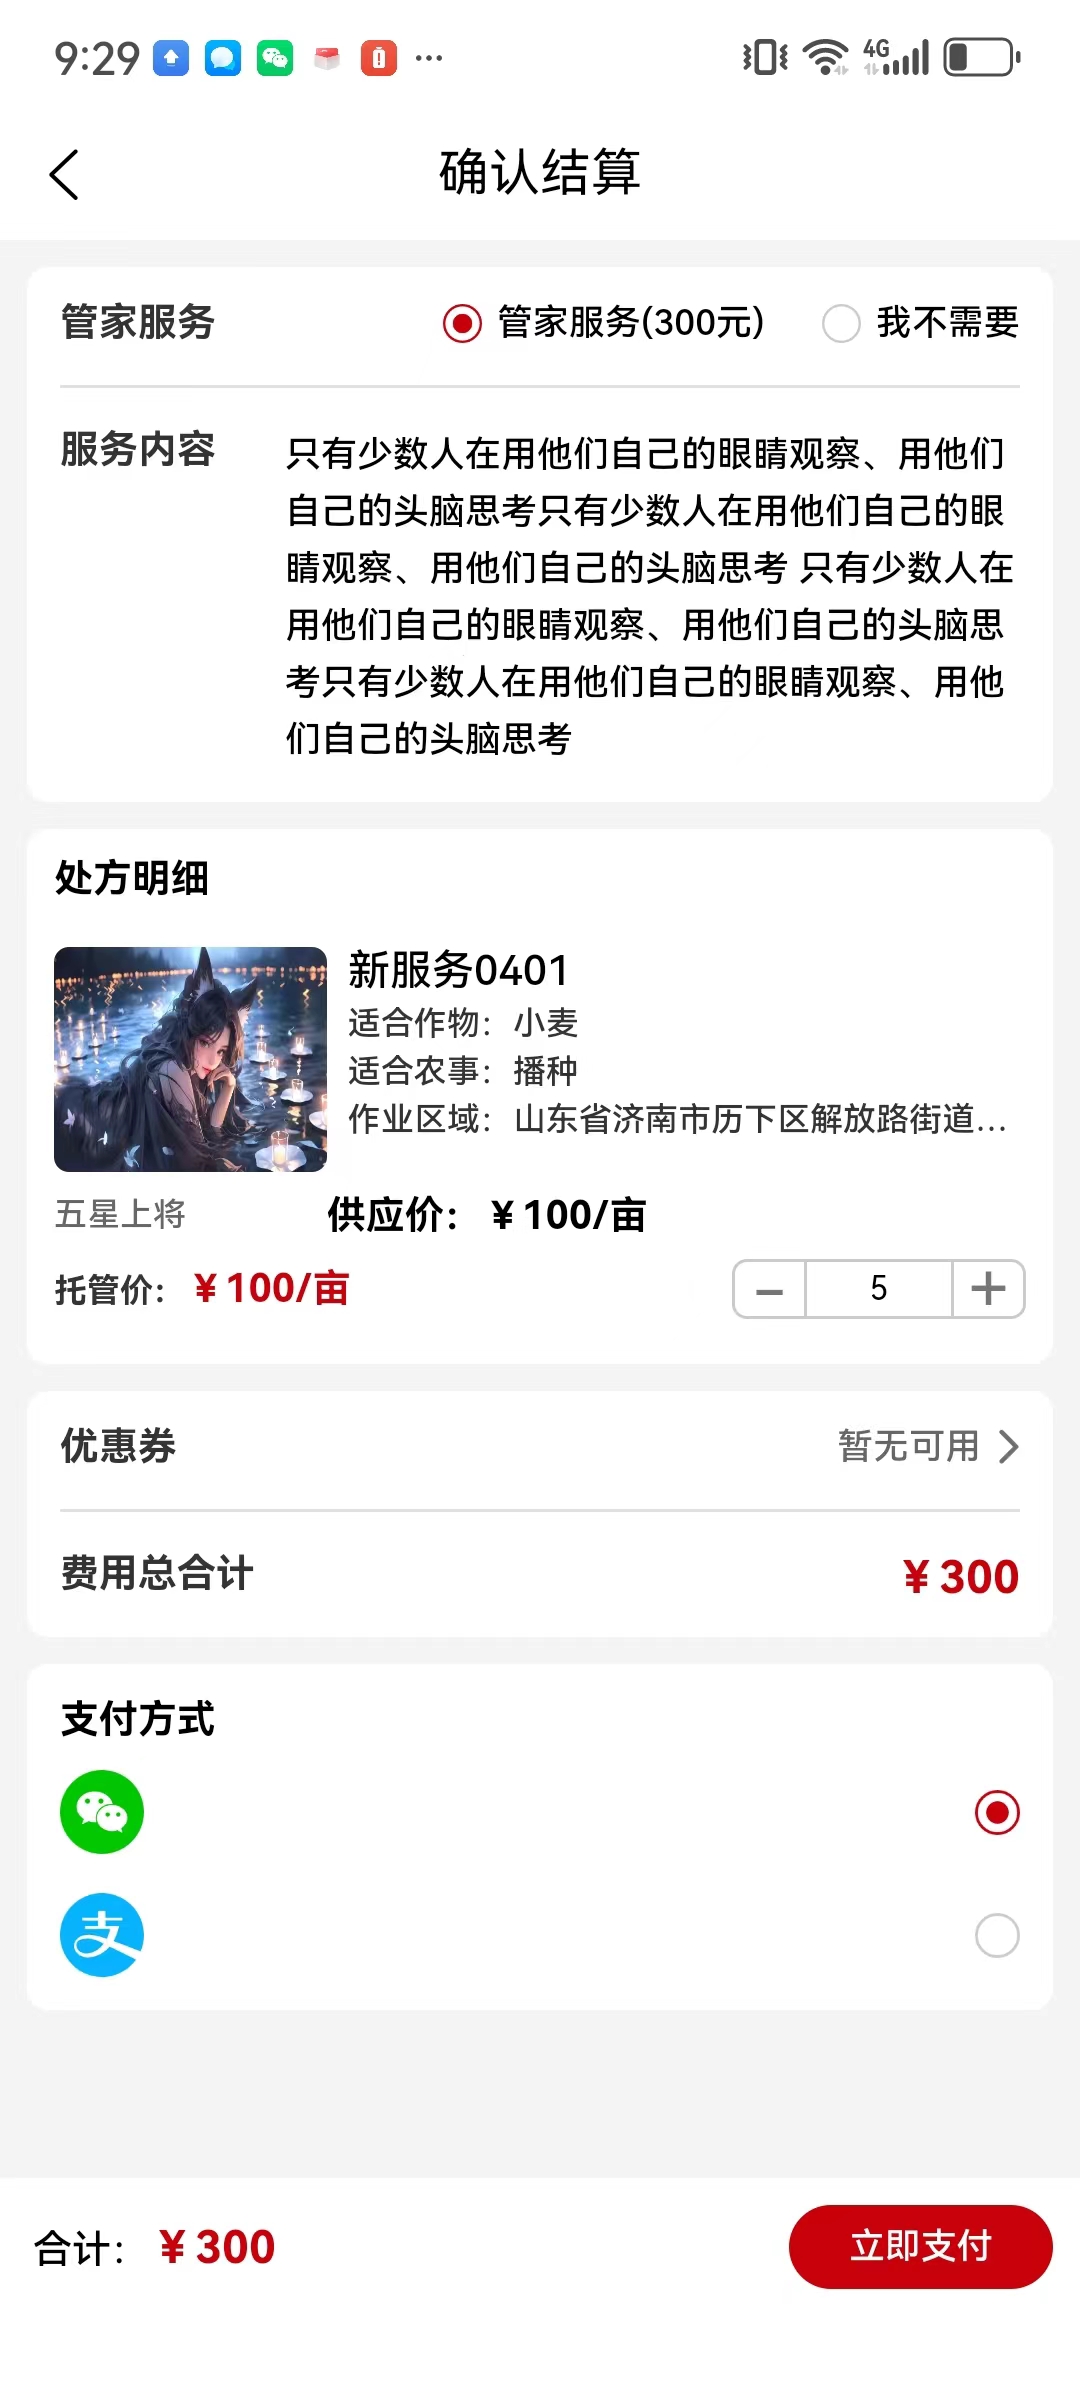 9:29
4G
确认结算
管家服务
管家服务(300元)
我不需要
服务内容
只有少数人在用他们自己的眼睛观察、用他们
自己的头脑思考只有少数人在用他们自己的眼
睛观察、用他们自己的头脑思考 只有少数人在
用他们自己的眼睛观察、用他们自己的头脑思
考只有少数人在用他们自己的眼睛观察、用他
们自己的头脑思考
处方明细
新服务0401
适合作物：小麦
适合农事：播种
作业区域：山东省济南市历下区解放路街道...
五星上将
供应价：￥100/亩
托管价：￥100/亩
5
优惠券
暂无可用
费用总合计
￥300
支付方式
支
合计：￥300
立即支付